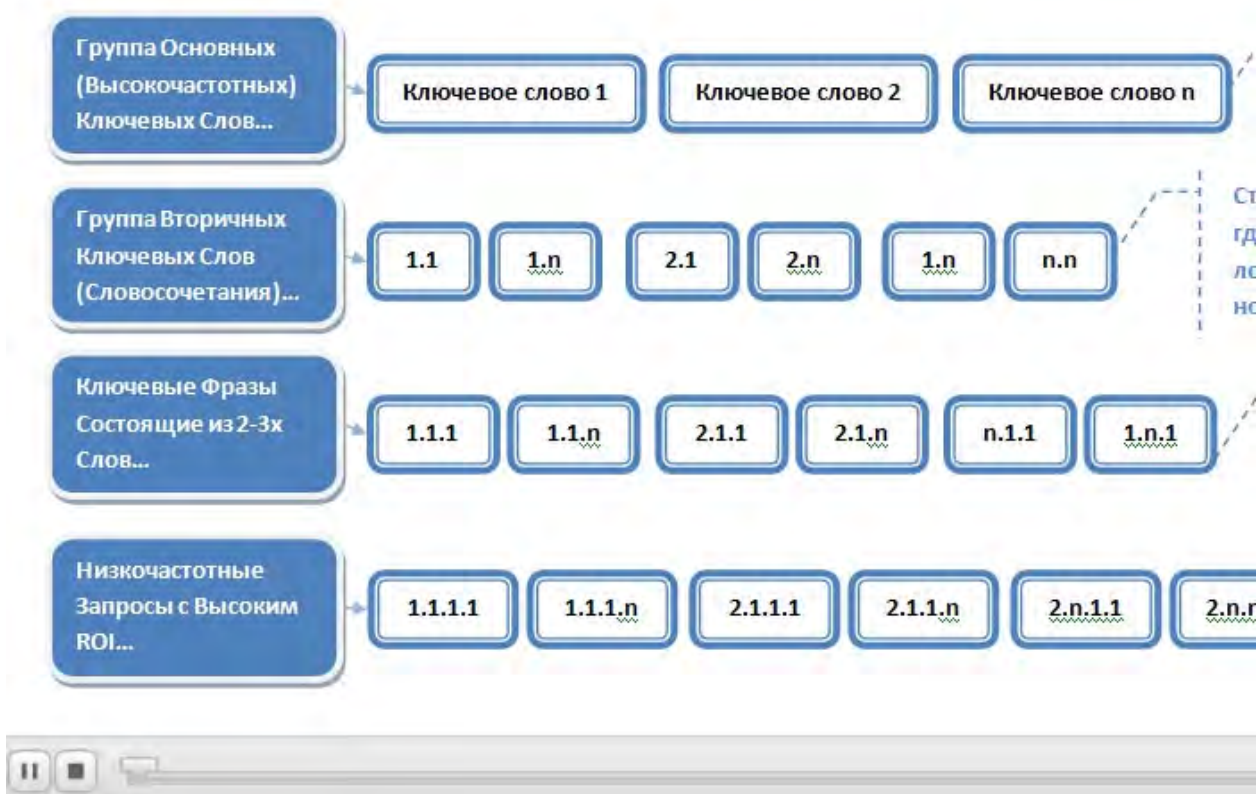 Группа Основных
(Высокочастотных)
Ключевых Слов...
Ключевое слово 1
Ключевое слово 2
Ключевое слово n
Группа Вторичных
Ключевых Слов
(Словосочетания)...
1.1
1.n
2.1
2.n
1.n
n.n
Ключевые Фразы
Состоящие из 2-3х
Слов...
1.1.1
1.1.n
2.1.1
2.1.n
n.1.1
1.n.1
Низкочастотные
Запросы с Высоким
ROI...
1.1.1.1
1.1.1.n
2.1.1.1
2.1.1.n
2.n.1.1